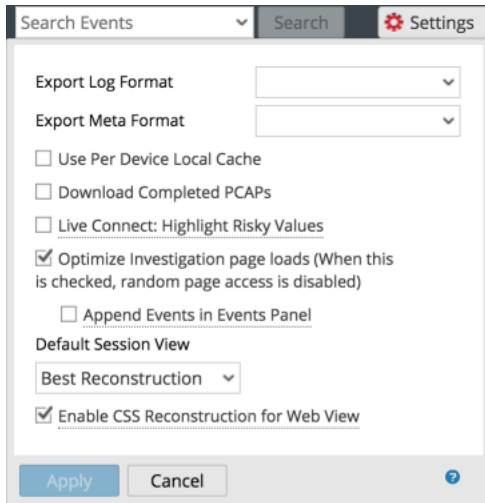 Search Events Search Settings
Export Log Format
Export Meta Format
Use Per Device Local Cache
Download Completed PCAPs
Live Connect: Highlight Risky Values
Optimize Investigation page loads (When this
is checked, random page access is disabled)
Append Events in Events Panel
Default Session View
Best Reconstruction
Enable CSS Reconstruction for Web View
Apply Cancel ?